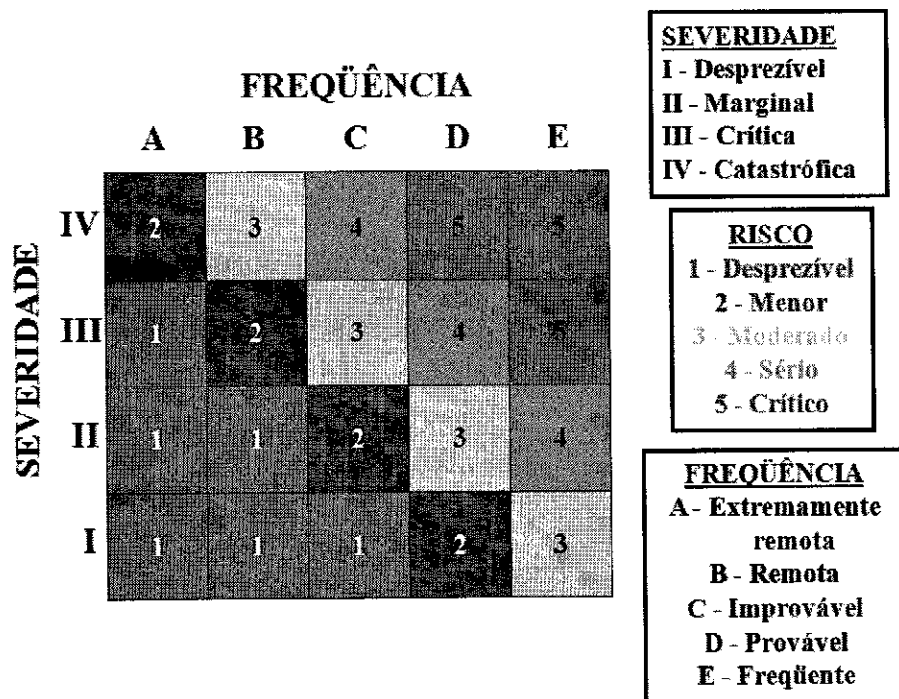 FREQÜÊNCIA
A B C D E
SEVERIDADE
IV 2 3 4 5 5
III 1 2 3 4 5
II 1 1 2 3 4
I 1 1 1 2 3
SEVERIDADE
I - Desprezível
II - Marginal
III - Crítica
IV - Catastrófica
RISCO
1 - Desprezível
2 - Menor
3 - Moderado
4 - Sério
5 - Crítico
FREQÜÊNCIA
A - Extremamente
remota
B - Remota
C - Improvável
D - Provável
E - Freqüente